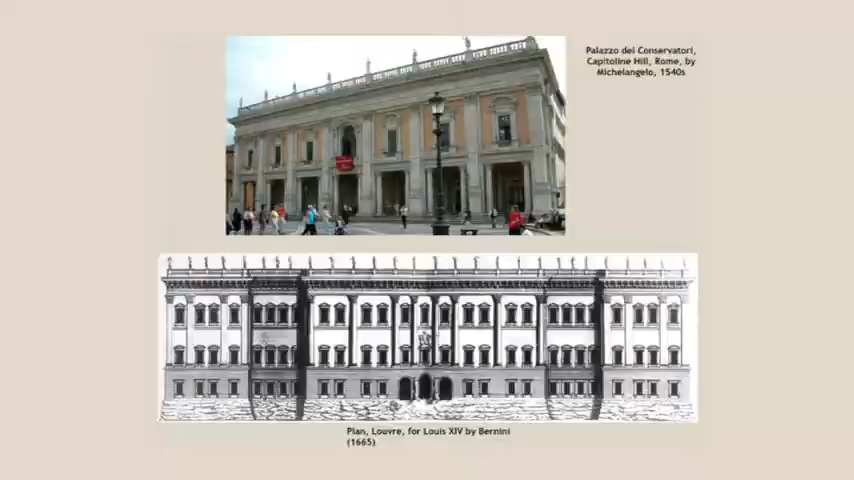 Palazzo dei Conservatori,
Capitoline Hill, Rome, by
Michelangelo, 1540s
Plan, Louvre, for Louis XIV by Bernini
(1665)